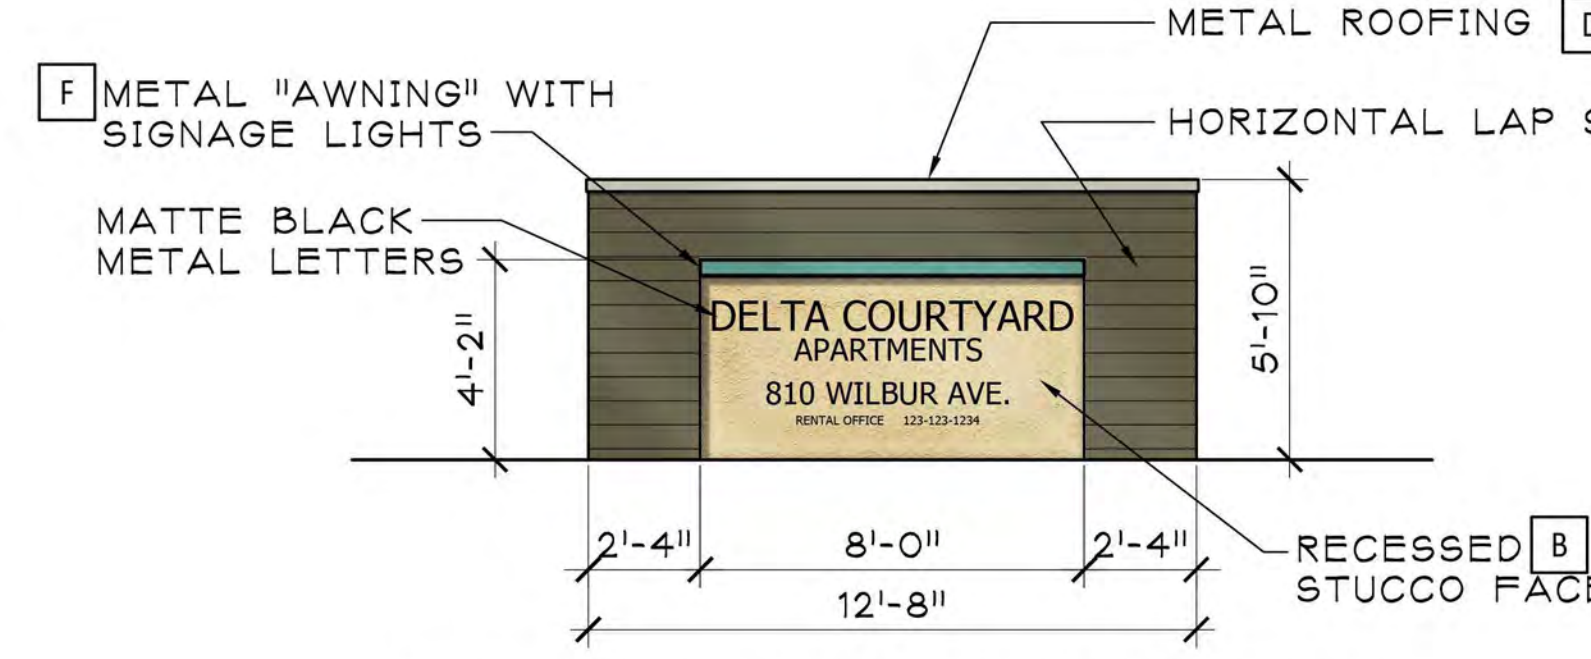 METAL ROOFING
F METAL "AWNING" WITH
SIGNAGE LIGHTS
HORIZONTAL LAP
MATTE BLACK
METAL LETTERS
4'-2"
5'-10"
DELTA COURTYARD
APARTMENTS
810 WILBUR AVE.
RENTAL OFFICE 123-123-1234
2'-4" 8'-0" 2'-4"
RECESSED B
STUCCO FACE
12'-8"